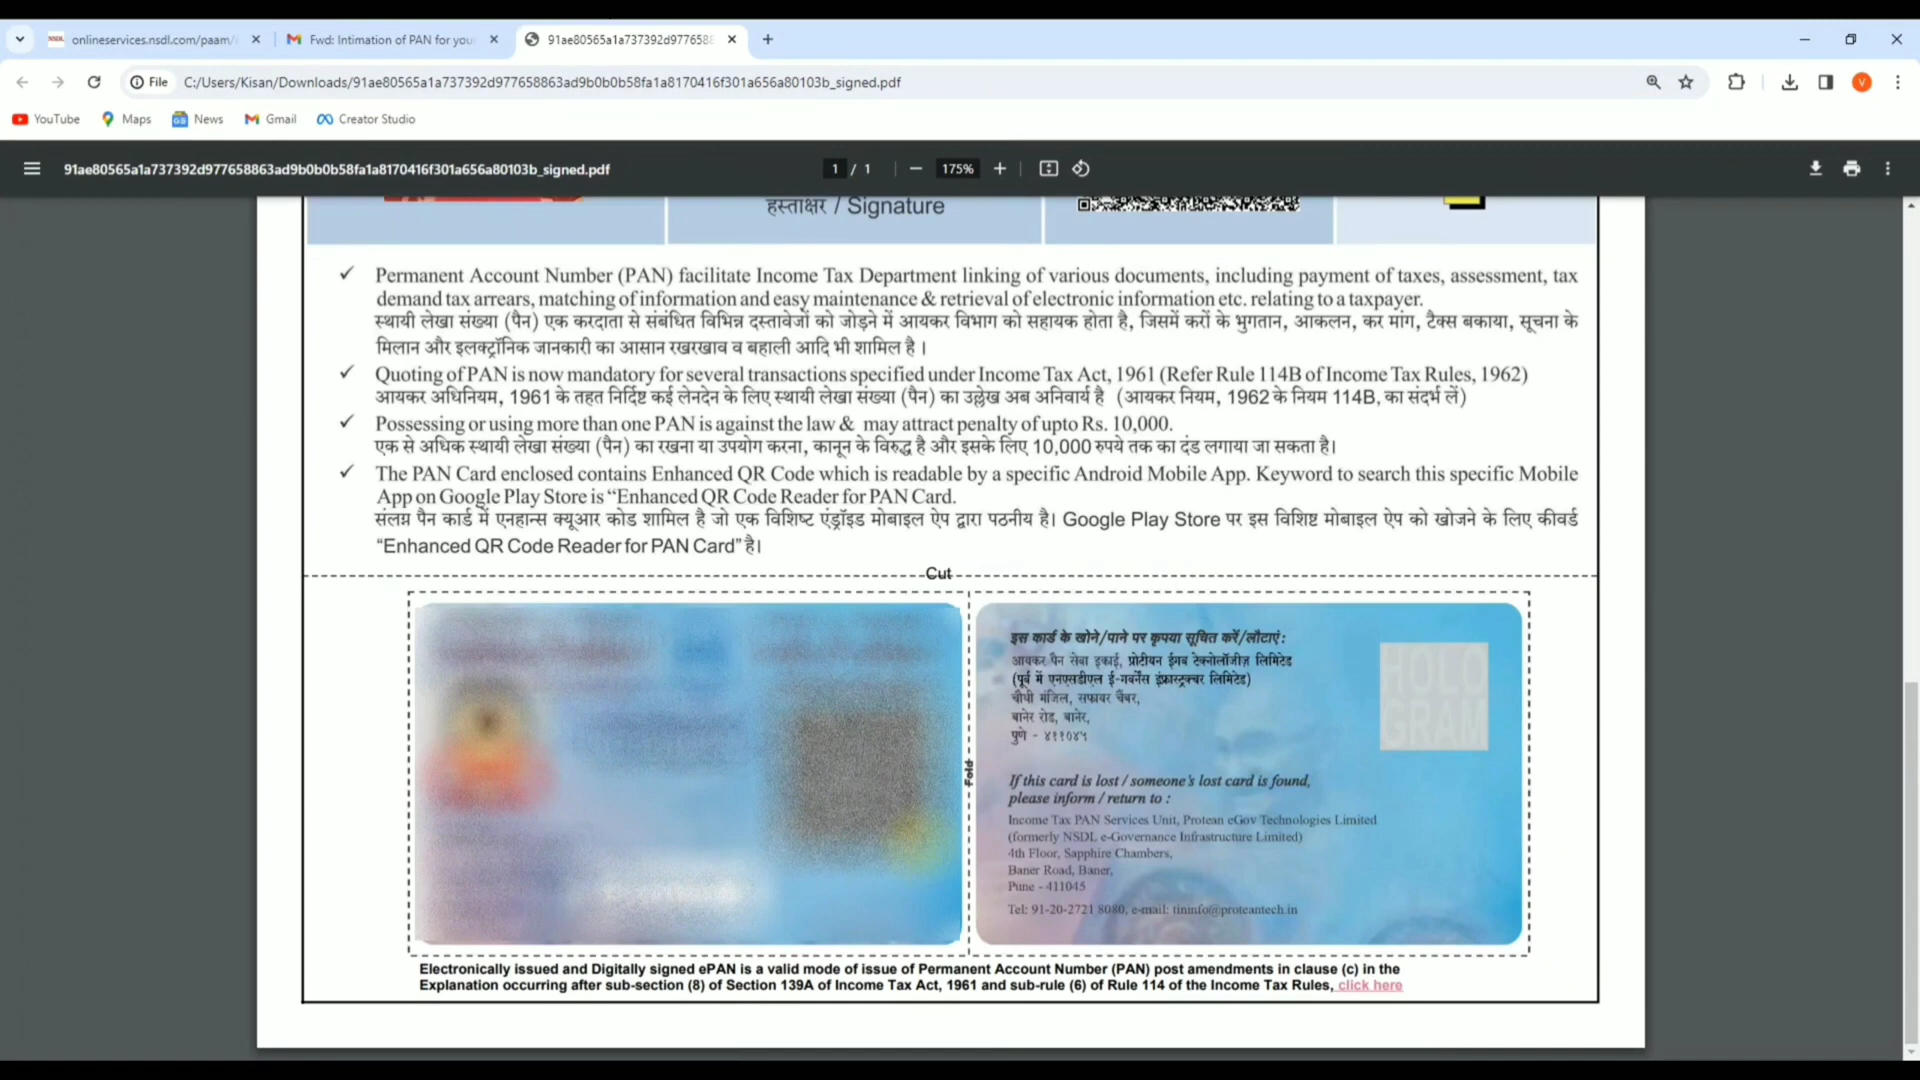 onlineservices.nsdl.com/paam/
Fwd: Intimation of PAN for you
91ae80565a1a737392d977658
File
C:/Users/Kisan/Downloads/91ae80565a1a737392d977658863ad9b0b0b58fa1a8170416f301a656a80103b_signed.pdf
V
YouTube
Maps
News
Gmail
Creator Studio
91ae80565a1a737392d977658863ad9b0b0b58fa1a8170416f301a656a80103b_signed.pdf
1 / 1
175%
हस्ताक्षर / Signature
✓ Permanent Account Number (PAN) facilitate Income Tax Department linking of various documents, including payment of taxes, assessment, tax
demand tax arrears, matching of information and easy maintenance & retrieval of electronic information etc. relating to a taxpayer.
स्थायी लेखा संख्या (पैन) एक करदाता से संबंधित विभिन्न दस्तावेजों को जोड़ने में आयकर विभाग को सहायक होता है, जिसमें करों के भुगतान, आकलन, कर मांग, टैक्स बकाया, सूचना के
मिलान और इलक्ट्रॉनिक जानकारी का आसान रखरखाव व बहाली आदि भी शामिल है ।
✓ Quoting of PAN is now mandatory for several transactions specified under Income Tax Act, 1961 (Refer Rule 114B of Income Tax Rules, 1962)
आयकर अधिनियम, 1961 के तहत निर्दिष्ट कई लेनदेन के लिए स्थायी लेखा संख्या (पैन) का उल्लेख अब अनिवार्य है (आयकर नियम, 1962 के नियम 114B, का संदर्भ लें)
✓ Possessing or using more than one PAN is against the law & may attract penalty of upto Rs. 10,000.
एक से अधिक स्थायी लेखा संख्या (पैन) का रखना या उपयोग करना, कानून के विरुद्ध है और इसके लिए 10,000 रुपये तक का दंड लगाया जा सकता है।
✓ The PAN Card enclosed contains Enhanced QR Code which is readable by a specific Android Mobile App. Keyword to search this specific Mobile
App on Google Play Store is “Enhanced QR Code Reader for PAN Card.
संलग्न पैन कार्ड में एनहान्स क्यूआर कोड शामिल है जो एक विशिष्ट एंड्रॉइड मोबाइल ऐप द्वारा पठनीय है। Google Play Store पर इस विशिष्ट मोबाइल ऐप को खोजने के लिए कीवर्ड
“Enhanced QR Code Reader for PAN Card” है।
Cut
Fold
इस कार्ड के खोने/पाने पर कृपया सूचित करें/लौटाएं :
आयकर पैन सेवा इकाई, प्रोटीयन ईगव टेक्नोलॉजीज़ लिमिटेड
(पूर्व में एनएसडीएल ई-गवर्नेंस इंफ्रास्ट्रक्चर लिमिटेड)
चौथी मंजिल, सफायर चैंबर,
बानेर रोड, बानेर,
पुणे - ४११०४५
HOLO
GRAM
If this card is lost / someone's lost card is found,
please inform / return to :
Income Tax PAN Services Unit, Protean eGov Technologies Limited
(formerly NSDL e-Governance Infrastructure Limited)
4th Floor, Sapphire Chambers,
Baner Road, Baner,
Pune - 411045
Tel: 91-20-2721 8080, e-mail: tininfo@proteantech.in
Electronically issued and Digitally signed ePAN is a valid mode of issue of Permanent Account Number (PAN) post amendments in clause (c) in the
Explanation occurring after sub-section (8) of Section 139A of Income Tax Act, 1961 and sub-rule (6) of Rule 114 of the Income Tax Rules, click here